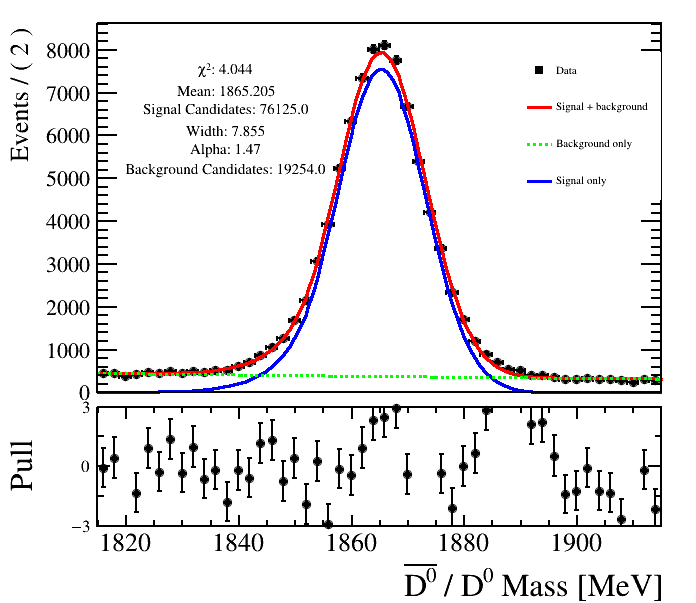 Events / ( 2 )
8000
7000
6000
5000
4000
3000
2000
1000
0
χ²: 4.044
Mean: 1865.205
Signal Candidates: 76125.0
Width: 7.855
Alpha: 1.47
Background Candidates: 19254.0
Data
Signal + background
Background only
Signal only
Pull
3
0
−3
1820 1840 1860 1880 1900
D̅⁰ / D⁰ Mass [MeV]